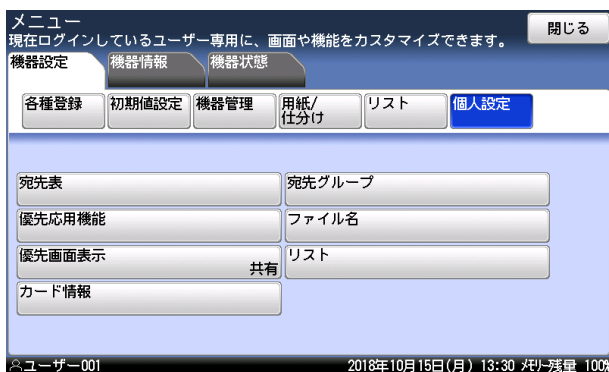 メニュー
現在ログインしているユーザー専用に、画面や機能をカスタマイズできます。
閉じる
機器設定 機器情報 機器状態
各種登録 初期値設定 機器管理 用紙/
仕分け リスト 個人設定
宛先表 宛先グループ
優先応用機能 ファイル名
優先画面表示
共有 リスト
カード情報
ユーザー001 2018年10月15日(月) 13:30 メモリー残量 100%